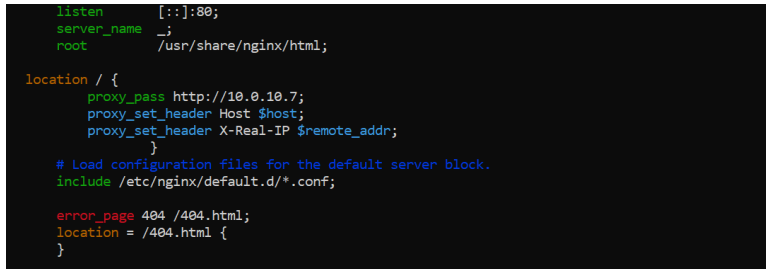 listen       [::]:80;
server_name  _;
root         /usr/share/nginx/html;
location / {
proxy_pass http://10.0.10.7;
proxy_set_header Host $host;
proxy_set_header X-Real-IP $remote_addr;
}
# Load configuration files for the default server block.
include /etc/nginx/default.d/*.conf;
error_page 404 /404.html;
location = /404.html {
}